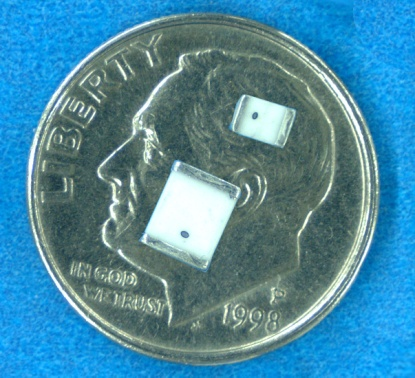 LIBERTY
IN GOD
WE TRUST
P
1998